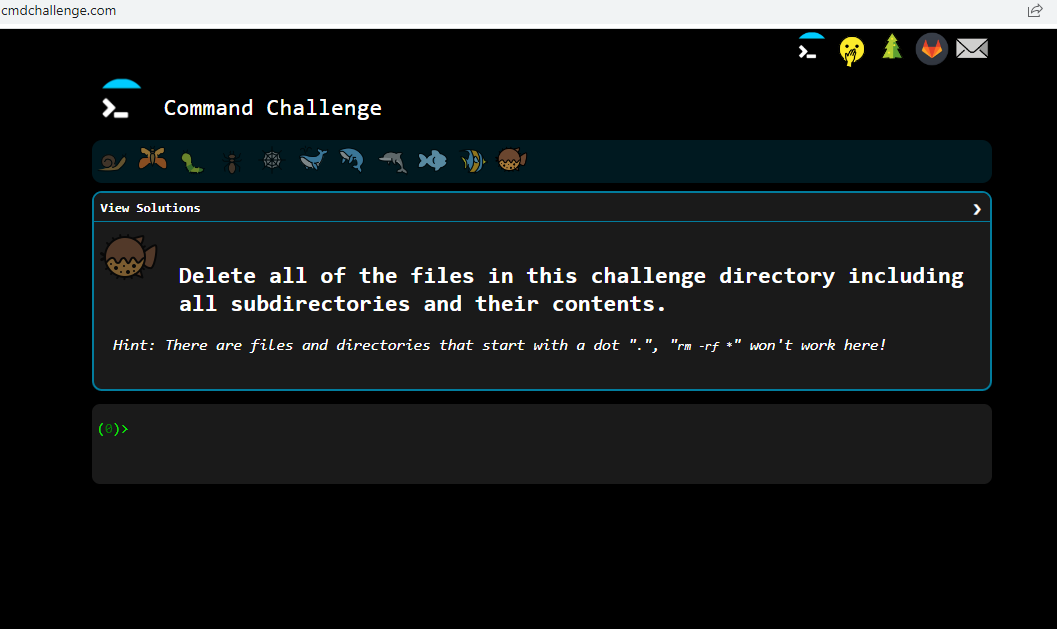 cmdchallenge.com
Command Challenge
View Solutions
Delete all of the files in this challenge directory including
all subdirectories and their contents.
Hint: There are files and directories that start with a dot ".", "rm -rf *" won't work here!
(0)>